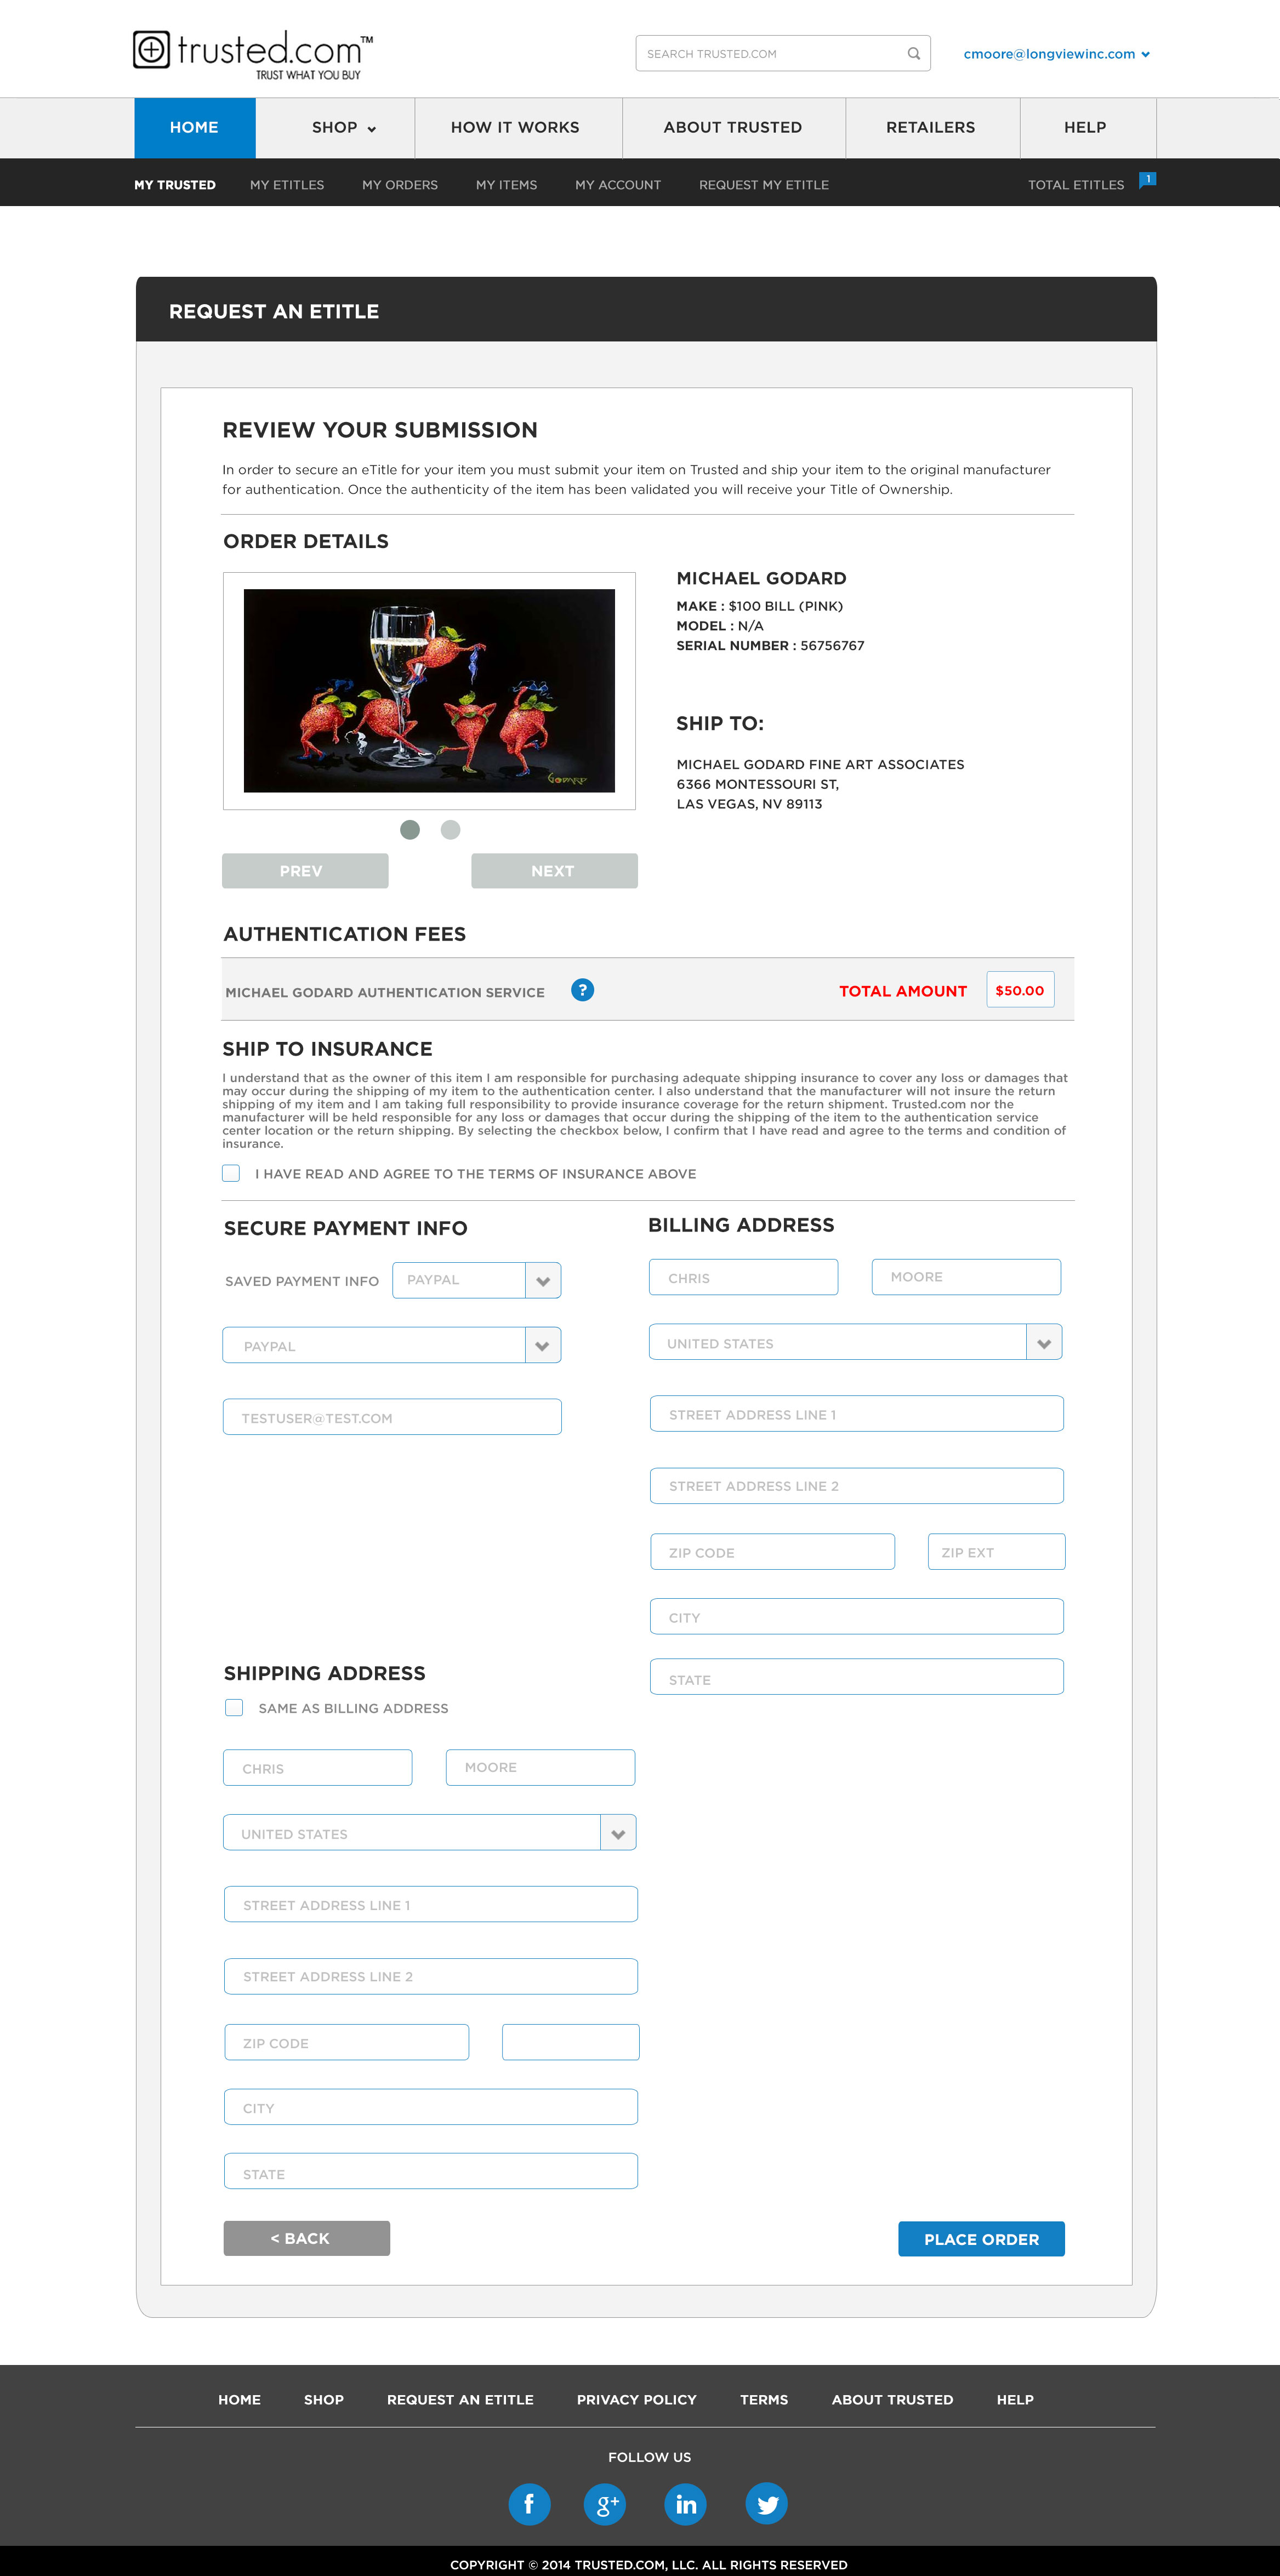 trusted.com™
TRUST WHAT YOU BUY
SEARCH TRUSTED.COM
cmoore@longviewinc.com
HOME
SHOP
HOW IT WORKS
ABOUT TRUSTED
RETAILERS
HELP
MY TRUSTED
MY ETITLES
MY ORDERS
MY ITEMS
MY ACCOUNT
REQUEST MY ETITLE
TOTAL ETITLES
1
REQUEST AN ETITLE
REVIEW YOUR SUBMISSION
In order to secure an eTitle for your item you must submit your item on Trusted and ship your item to the original manufacturer
for authentication. Once the authenticity of the item has been validated you will receive your Title of Ownership.
ORDER DETAILS
GODARD
MICHAEL GODARD
MAKE : $100 BILL (PINK)
MODEL : N/A
SERIAL NUMBER : 56756767
SHIP TO:
MICHAEL GODARD FINE ART ASSOCIATES
6366 MONTESSOURI ST,
LAS VEGAS, NV 89113
PREV
NEXT
AUTHENTICATION FEES
MICHAEL GODARD AUTHENTICATION SERVICE
?
TOTAL AMOUNT
$50.00
SHIP TO INSURANCE
I understand that as the owner of this item I am responsible for purchasing adequate shipping insurance to cover any loss or damages that
may occur during the shipping of my item to the authentication center. I also understand that the manufacturer will not insure the return
shipping of my item and I am taking full responsibility to provide insurance coverage for the return shipment. Trusted.com nor the
manufacturer will be held responsible for any loss or damages that occur during the shipping of the item to the authentication service
center location or the return shipping. By selecting the checkbox below, I confirm that I have read and agree to the terms and condition of
insurance.
I HAVE READ AND AGREE TO THE TERMS OF INSURANCE ABOVE
SECURE PAYMENT INFO
SAVED PAYMENT INFO
PAYPAL
PAYPAL
TESTUSER@TEST.COM
BILLING ADDRESS
CHRIS
MOORE
UNITED STATES
STREET ADDRESS LINE 1
STREET ADDRESS LINE 2
ZIP CODE
ZIP EXT
CITY
STATE
SHIPPING ADDRESS
SAME AS BILLING ADDRESS
CHRIS
MOORE
UNITED STATES
STREET ADDRESS LINE 1
STREET ADDRESS LINE 2
ZIP CODE
CITY
STATE
< BACK
PLACE ORDER
HOME
SHOP
REQUEST AN ETITLE
PRIVACY POLICY
TERMS
ABOUT TRUSTED
HELP
FOLLOW US
f
g+
in
COPYRIGHT © 2014 TRUSTED.COM, LLC. ALL RIGHTS RESERVED